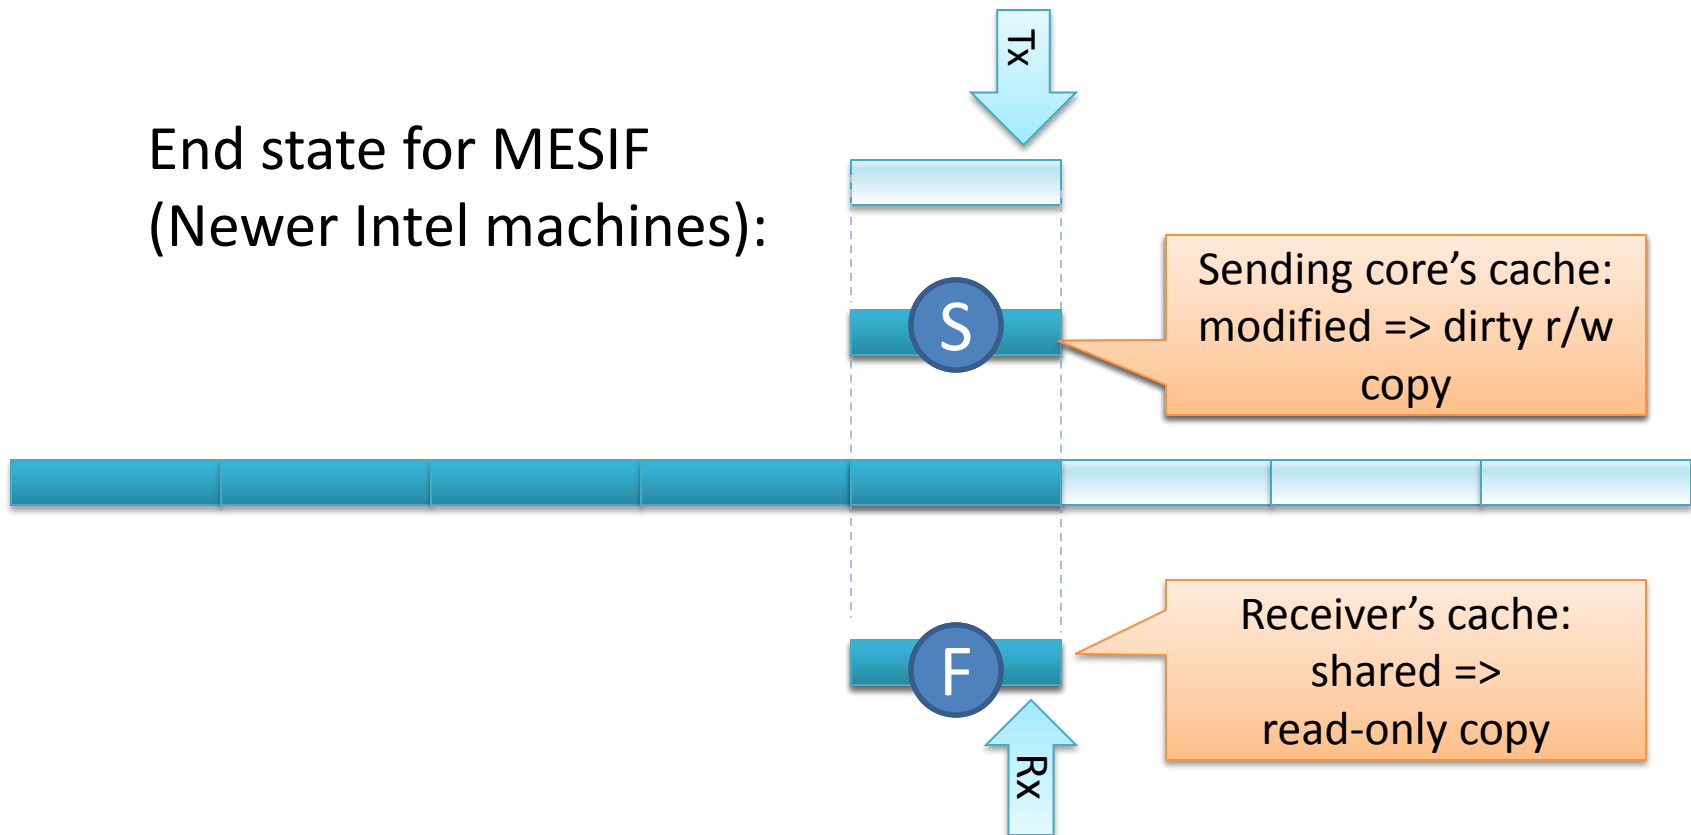 Tx
End state for MESIF
(Newer Intel machines):
Sending core’s cache:
modified => dirty r/w
copy
S
Receiver’s cache:
shared =>
read-only copy
F
Rx